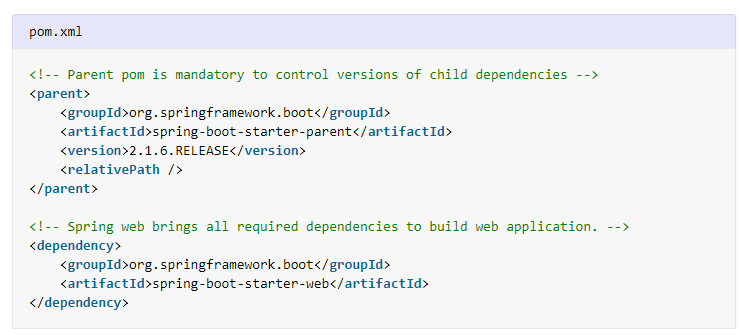 pom.xml
<!-- Parent pom is mandatory to control versions of child dependencies -->
<parent>
    <groupId>org.springframework.boot</groupId>
    <artifactId>spring-boot-starter-parent</artifactId>
    <version>2.1.6.RELEASE</version>
    <relativePath />
</parent>
<!-- Spring web brings all required dependencies to build web application. -->
<dependency>
    <groupId>org.springframework.boot</groupId>
    <artifactId>spring-boot-starter-web</artifactId>
</dependency>